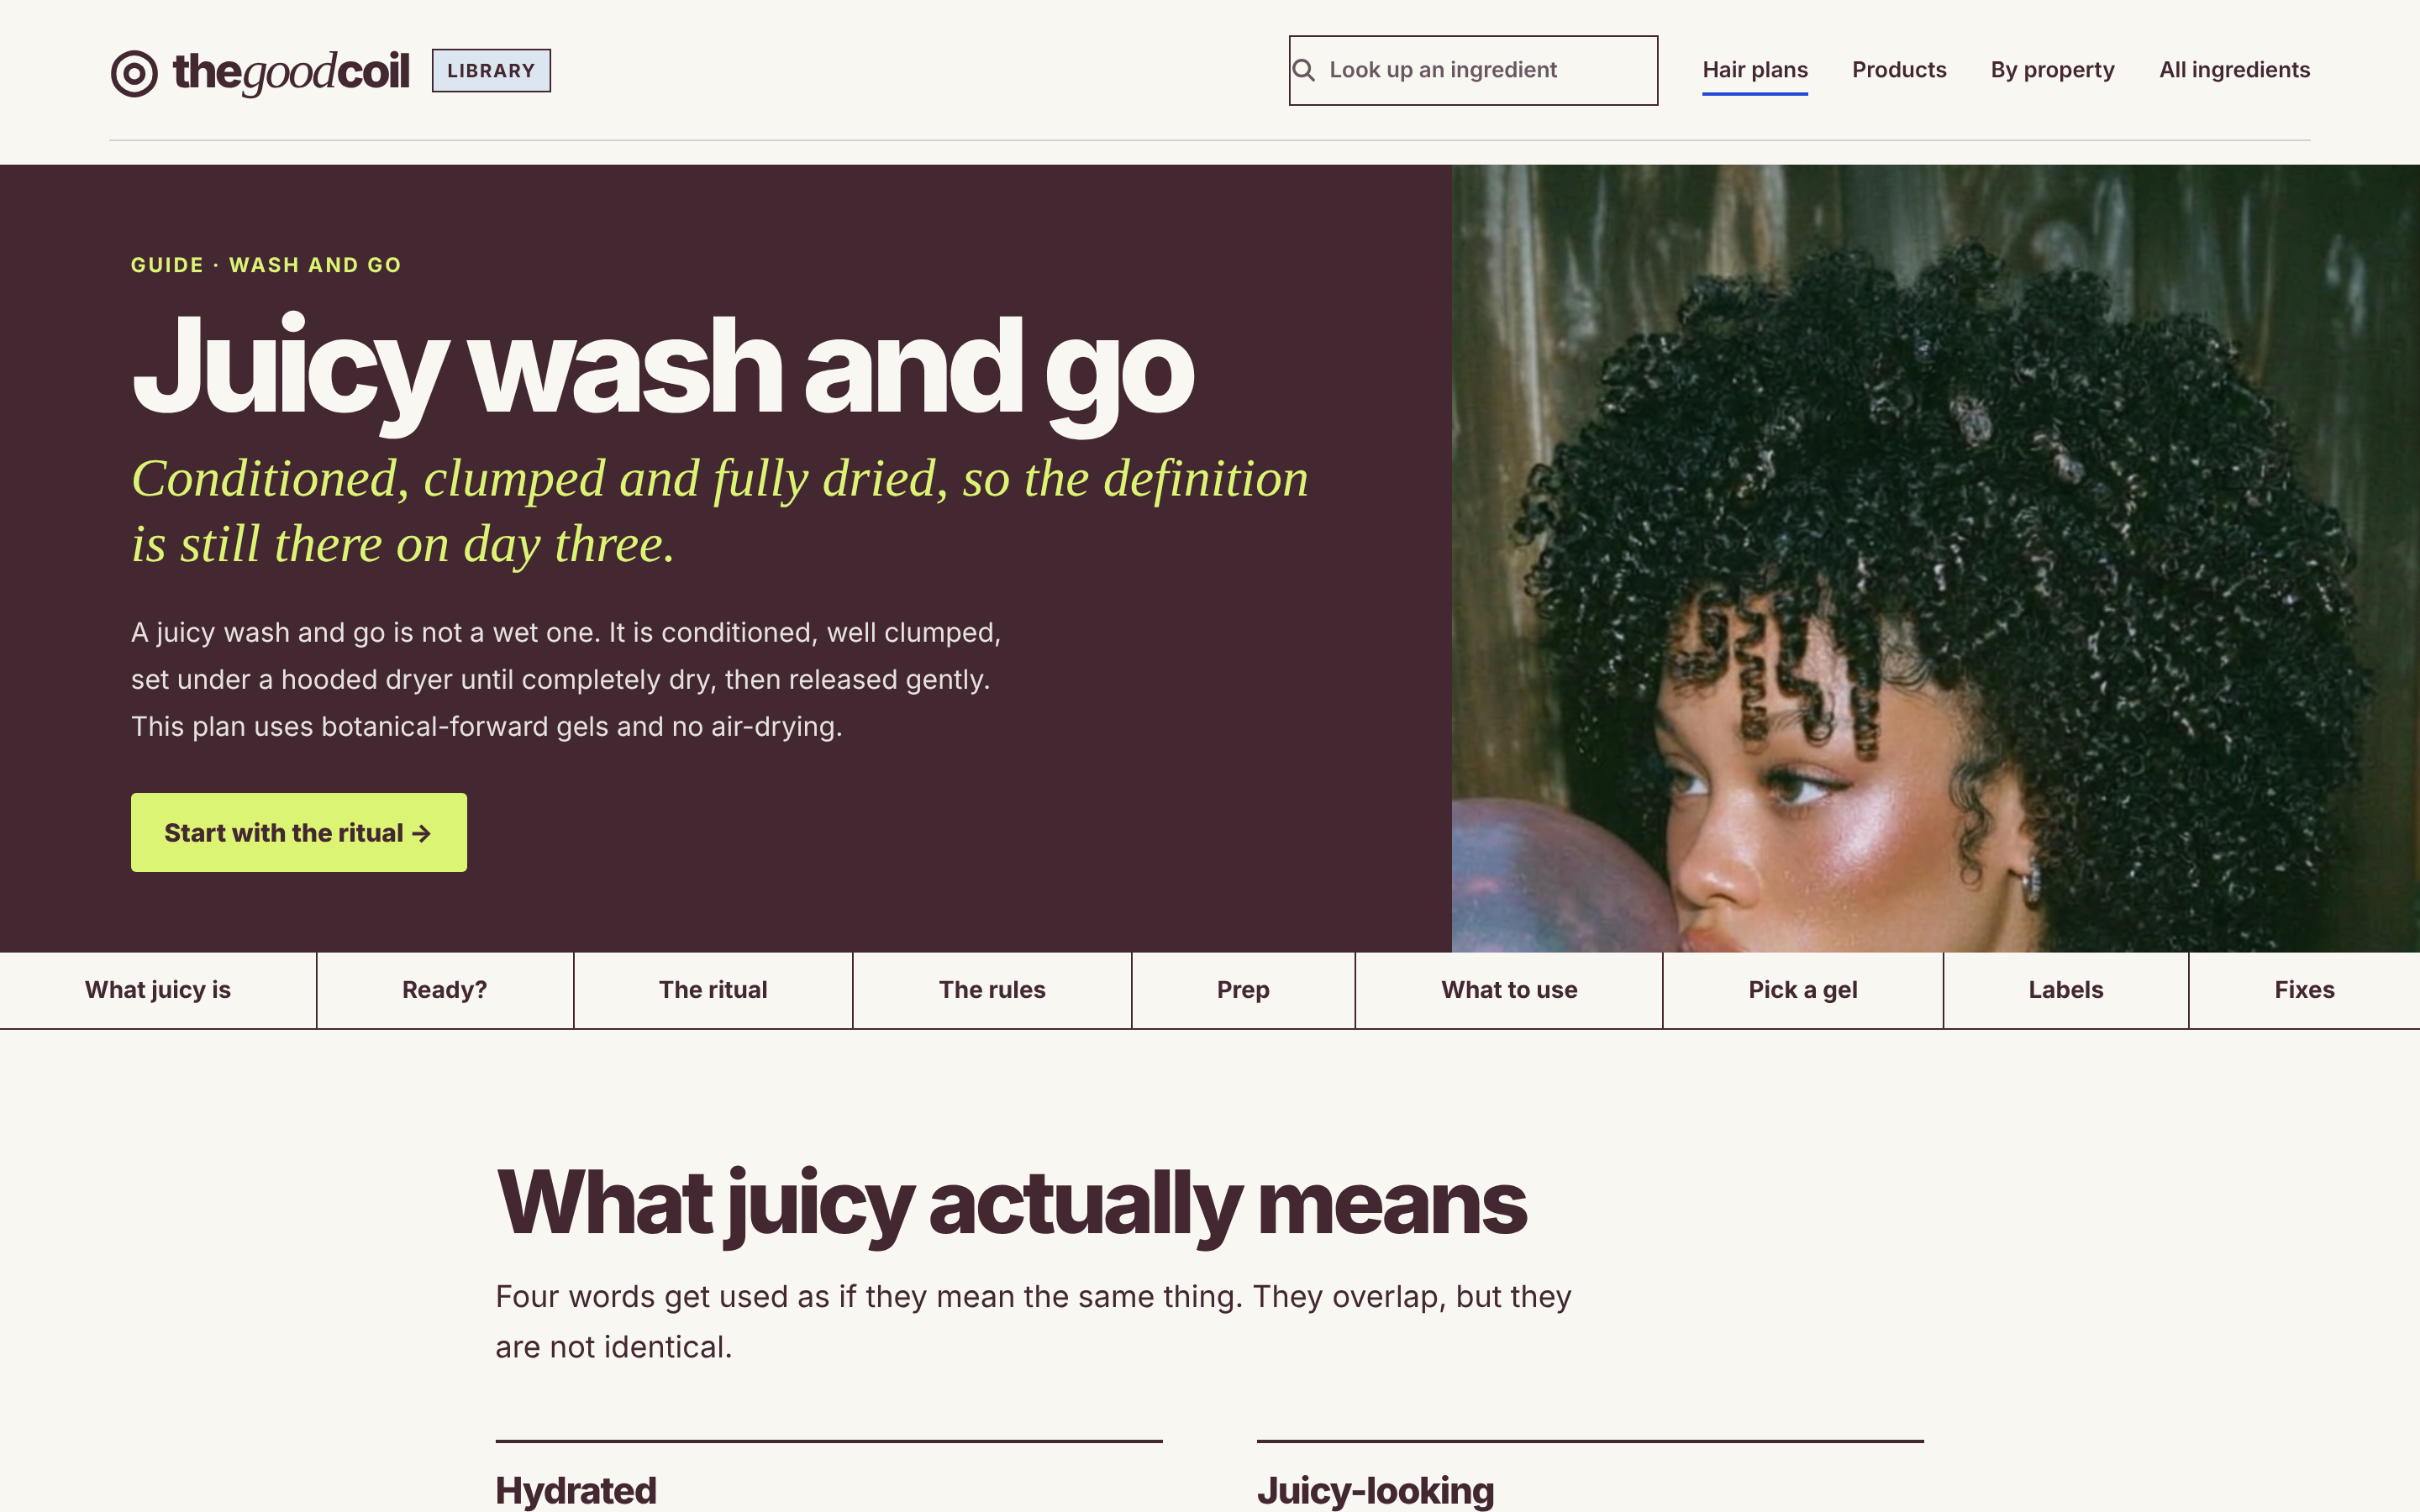 thegoodcoil LIBRARY
Look up an ingredient
Hair plans Products By property All ingredients
GUIDE · WASH AND GO
Juicy wash and go
Conditioned, clumped and fully dried, so the definition
is still there on day three.
A juicy wash and go is not a wet one. It is conditioned, well clumped,
set under a hooded dryer until completely dry, then released gently.
This plan uses botanical-forward gels and no air-drying.
Start with the ritual →
What juicy is Ready? The ritual The rules Prep What to use Pick a gel Labels Fixes
What juicy actually means
Four words get used as if they mean the same thing. They overlap, but they
are not identical.
Hydrated Juicy-looking